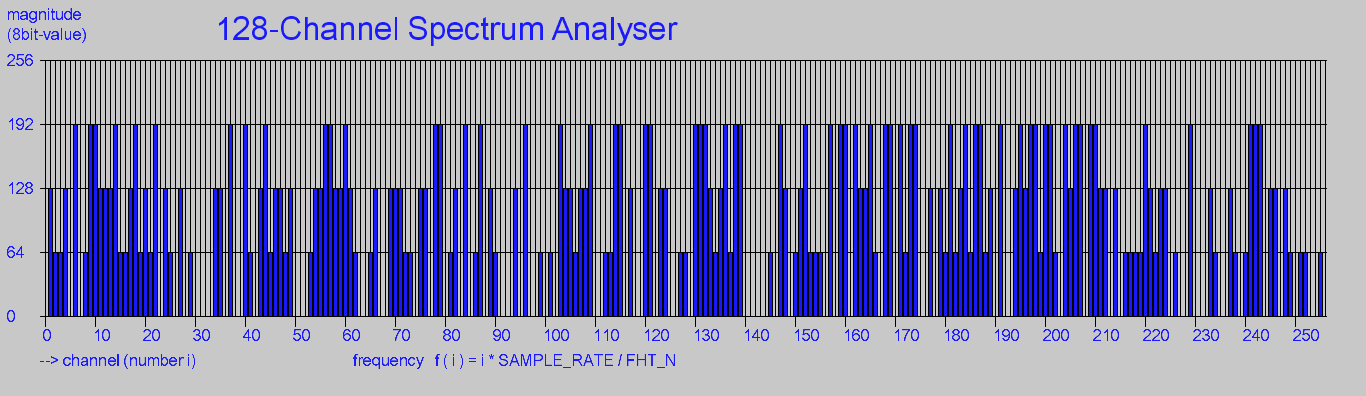 magnitude
(8bit-value)
128-Channel Spectrum Analyser
256
192
128
64
0
0 10 20 30 40 50 60 70 80 90 100 110 120 130 140 150 160 170 180 190 200 210 220 230 240 250
--> channel (number i)
frequency f ( i ) = i * SAMPLE_RATE / FHT_N